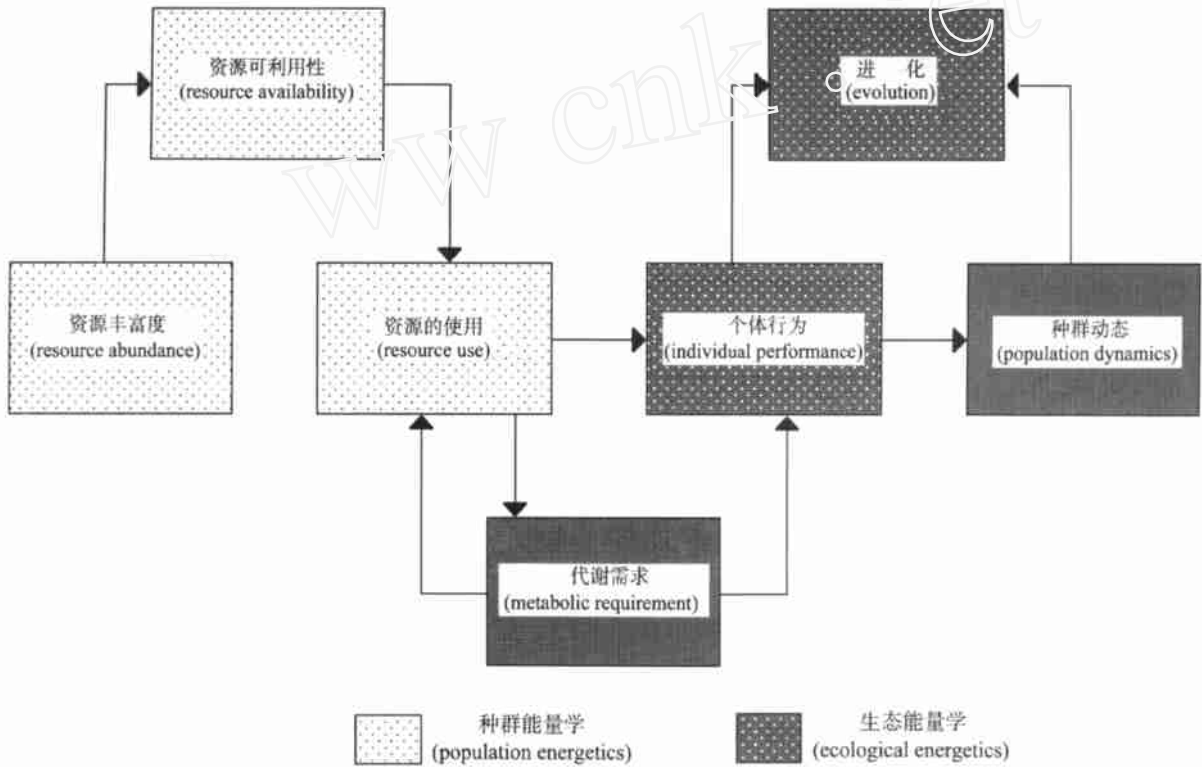 资源可利用性
(resource availability)
进 化
(evolution)
资源丰富度
(resource abundance)
资源的使用
(resource use)
个体行为
(individual performance)
种群动态
(population dynamics)
代谢需求
(metabolic requirement)
种群能量学
(population energetics)
生态能量学
(ecological energetics)